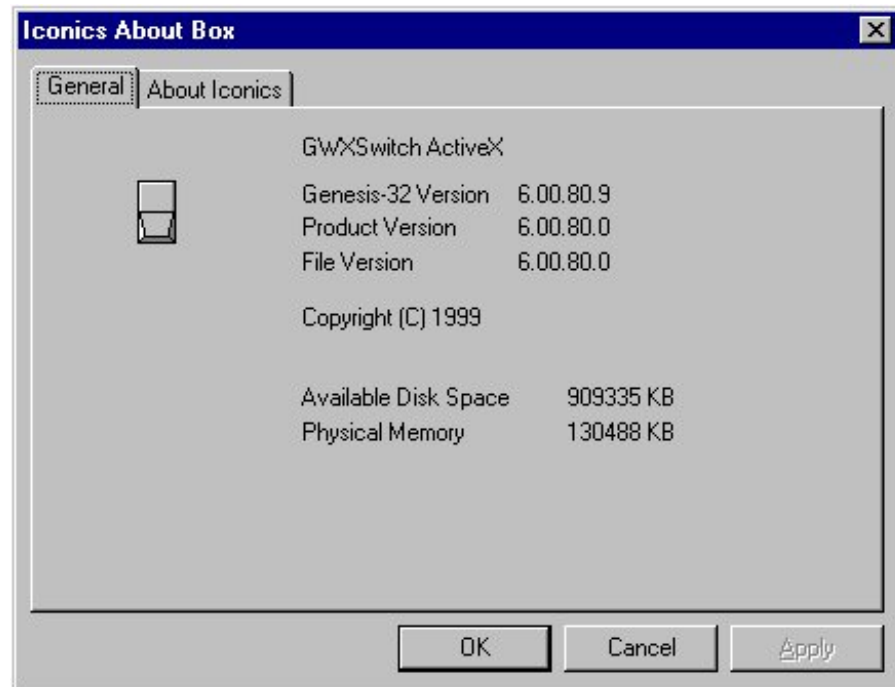 Iconics About Box
General About Iconics
GWXSwitch ActiveX
Genesis-32 Version 6.00.80.9
Product Version 6.00.80.0
File Version 6.00.80.0
Copyright (C) 1999
Available Disk Space 909335 KB
Physical Memory 130488 KB
OK Cancel Apply